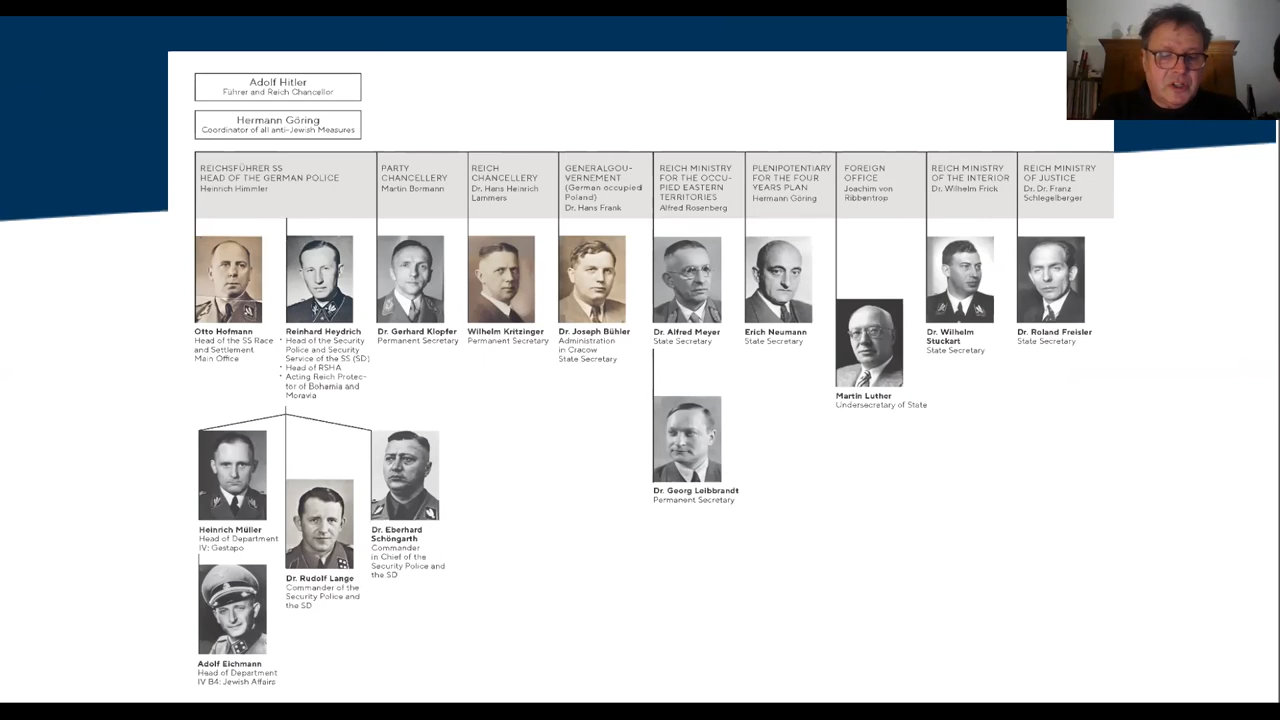 Adolf Hitler
Führer and Reich Chancellor
Hermann Göring
Coordinator of all anti-Jewish Measures
REICHSFÜHRER SS
HEAD OF THE GERMAN POLICE
Heinrich Himmler
PARTY
CHANCELLERY
Martin Bormann
REICH
CHANCELLERY
Dr. Hans Heinrich
Lammers
GENERALGOU-
VERNEMENT
(German occupied
Poland)
Dr. Hans Frank
REICH MINISTRY
FOR THE OCCU-
PIED EASTERN
TERRITORIES
Alfred Rosenberg
PLENIPOTENTIARY
FOR THE FOUR
YEARS PLAN
Hermann Göring
FOREIGN
OFFICE
Joachim von
Ribbentrop
REICH MINISTRY
OF THE INTERIOR
Dr. Wilhelm Frick
REICH MINISTRY
OF JUSTICE
Dr. Dr. Franz
Schlegelberger
Otto Hofmann
Head of the SS Race
and Settlement
Main Office
Reinhard Heydrich
• Head of the Security
Police and Security
Service of the SS (SD)
• Head of RSHA
• Acting Reich Protec-
tor of Bohemia and
Moravia
Dr. Gerhard Klopfer
Permanent Secretary
Wilhelm Kritzinger
Permanent Secretary
Dr. Joseph Bühler
Administration
in Cracow
State Secretary
Dr. Alfred Meyer
State Secretary
Erich Neumann
State Secretary
Martin Luther
Undersecretary of State
Dr. Wilhelm
Stuckart
State Secretary
Dr. Roland Freisler
State Secretary
Heinrich Müller
Head of Department
IV: Gestapo
Dr. Rudolf Lange
Commander of the
Security Police and
the SD
Dr. Eberhard
Schöngarth
Commander
in Chief of the
Security Police and
the SD
Dr. Georg Leibbrandt
Permanent Secretary
Adolf Eichmann
Head of Department
IV B4: Jewish Affairs